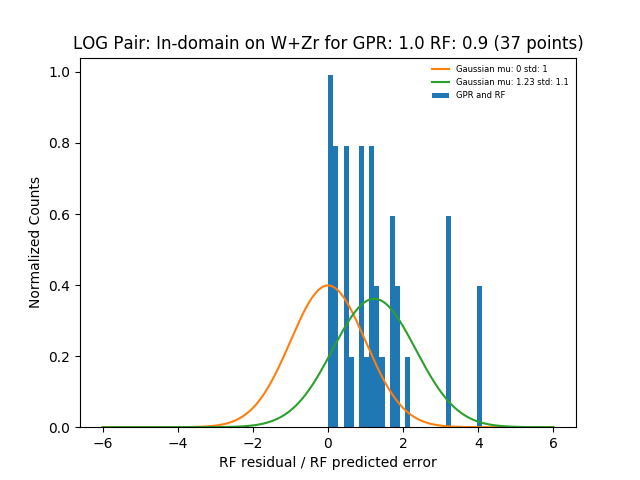 LOG Pair: In-domain on W+Zr for GPR: 1.0 RF: 0.9 (37 points)
Gaussian mu: 0 std: 1
Gaussian mu: 1.23 std: 1.1
GPR and RF
Normalized Counts
1.0
0.8
0.6
0.4
0.2
0.0
−6 −4 −2 0 2 4 6
RF residual / RF predicted error